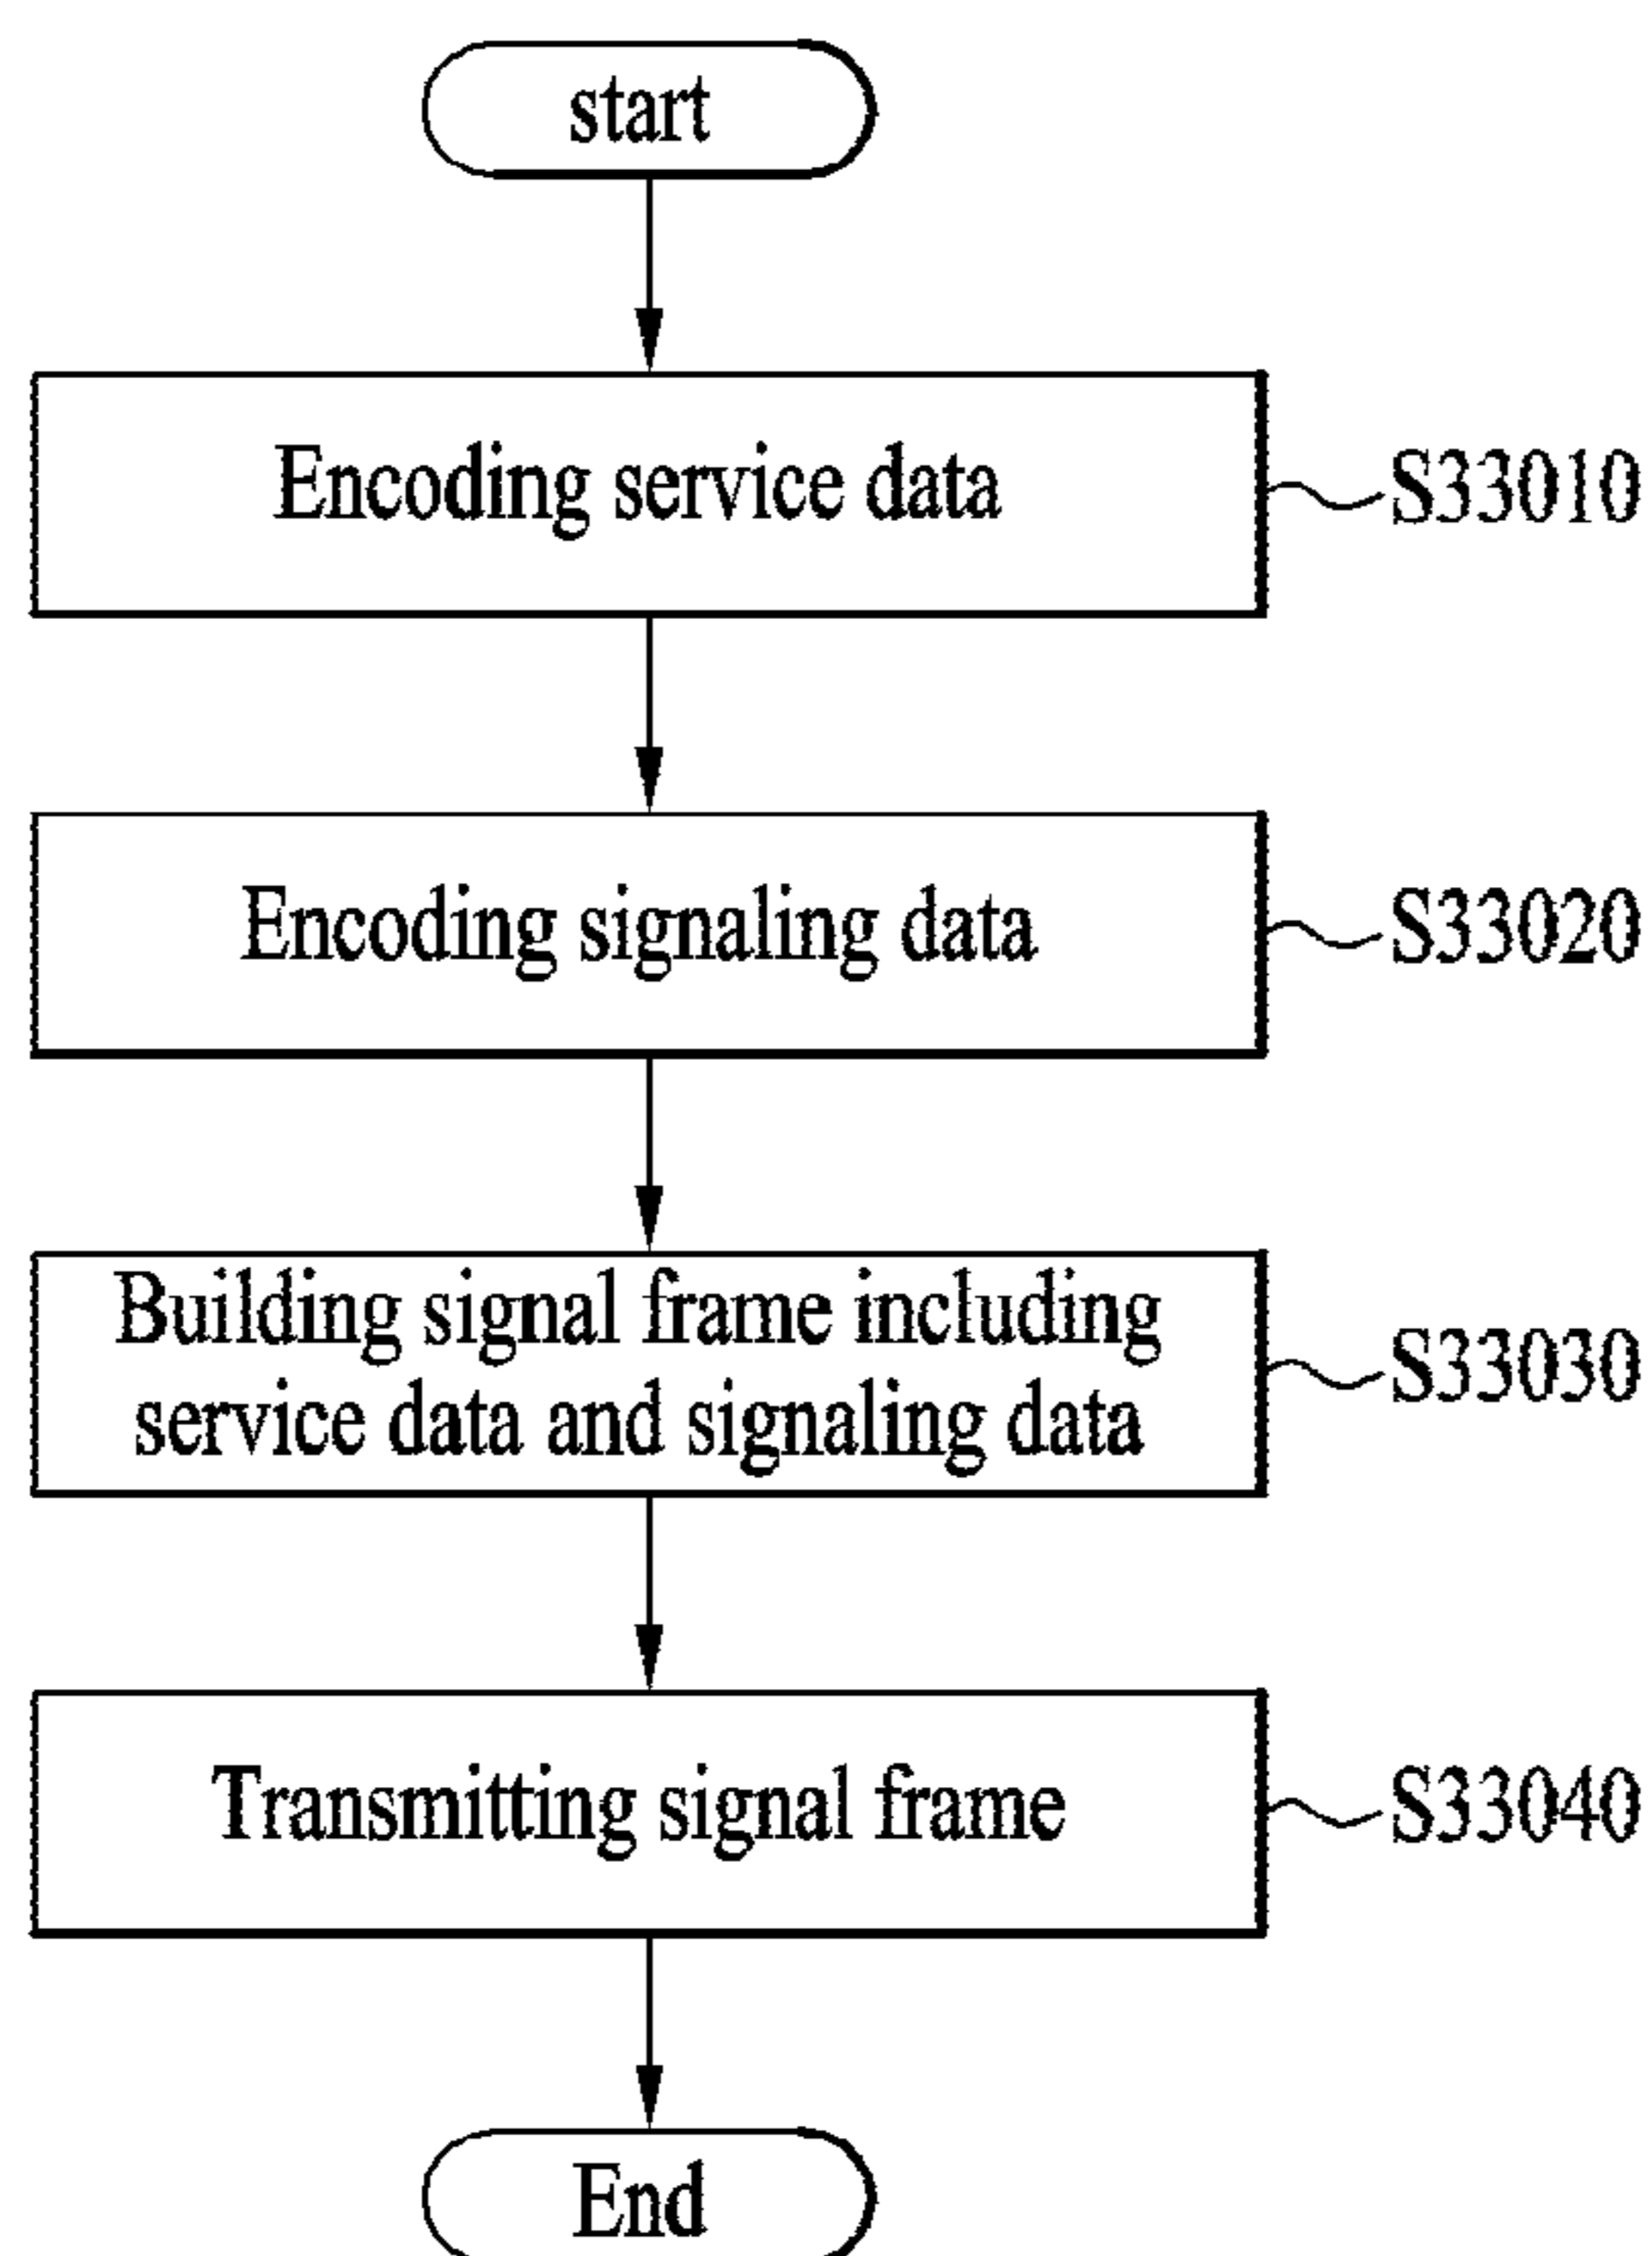 start
Encoding service data
S33010
Encoding signaling data
S33020
Building signal frame including
service data and signaling data
S33030
Transmitting signal frame
S33040
End